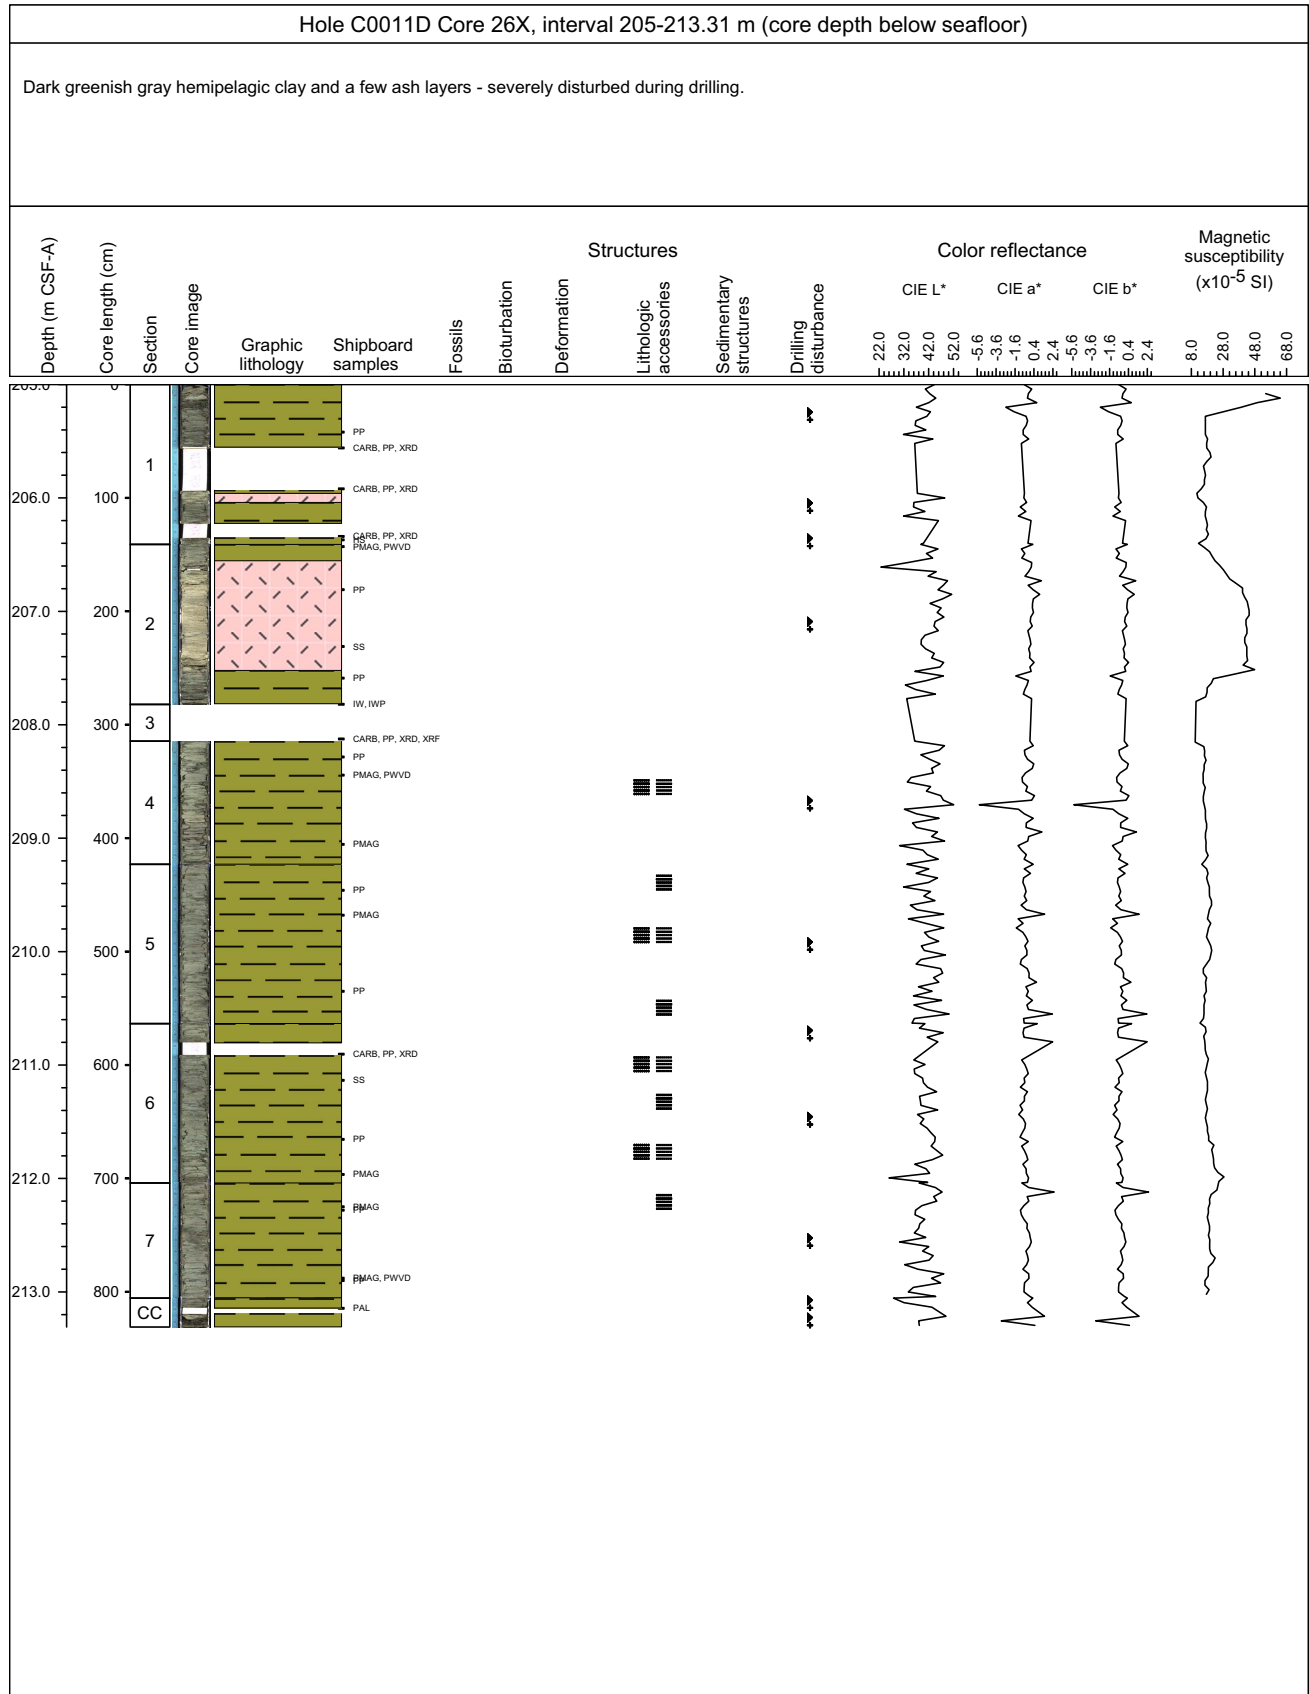 Hole C0011D Core 26X, interval 205-213.31 m (core depth below seafloor)
Dark greenish gray hemipelagic clay and a few ash layers - severely disturbed during drilling.
Structures
Color reflectance
Magnetic
susceptibility
(x10-5 SI)
Depth (m CSF-A)
Core length (cm)
Section
Core image
Graphic
lithology
Shipboard
samples
Fossils
Bioturbation
Deformation
Lithologic
accessories
Sedimentary
structures
Drilling
disturbance
CIE L*
CIE a*
CIE b*
22.0 32.0 42.0 52.0
-5.6 -3.6 -1.6 0.4 2.4
-5.6 -3.6 -1.6 0.4 2.4
8.0 28.0 48.0 68.0
205.0 0
PP
CARB, PP, XRD
1
CARB, PP, XRD
206.0 100
CARB, PP, XRD
PMAG, PWVD
PP
207.0 200
2
SS
PP
IW, IWP
208.0 300 3
CARB, PP, XRD, XRF
PP
PMAG, PWVD
4
209.0 400
PMAG
PP
PMAG
5
210.0 500
PP
CARB, PP, XRD
211.0 600
SS
6
PP
PMAG
212.0 700
PMAG
PP
7
PMAG, PWVD
PP
213.0 800
PAL
CC